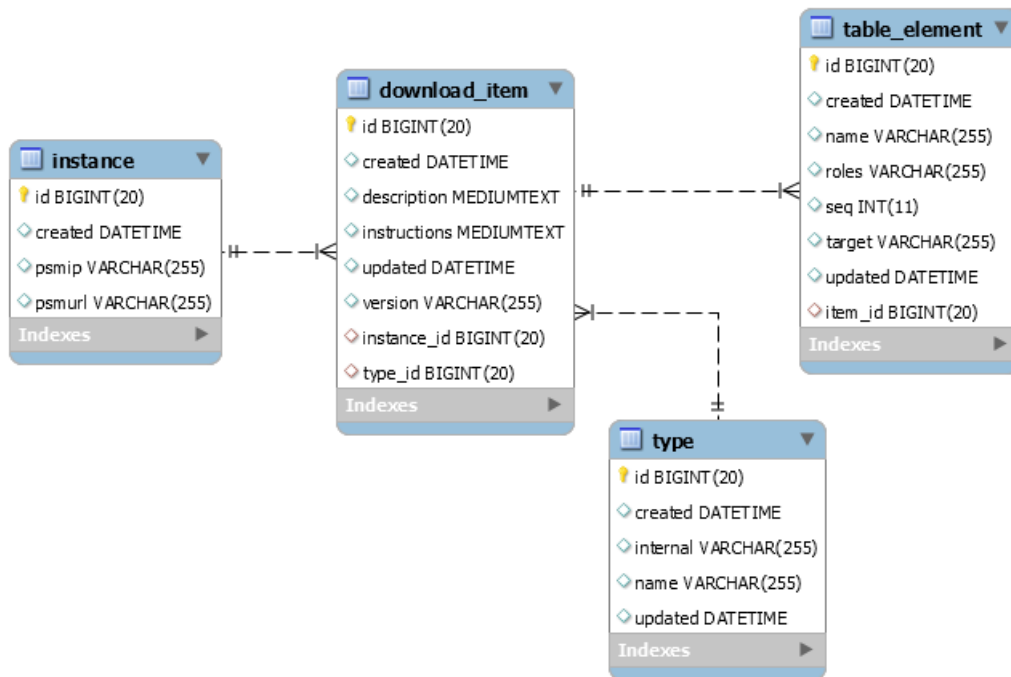 instance
id BIGINT(20)
created DATETIME
psmip VARCHAR(255)
psmurl VARCHAR(255)
Indexes
download_item
id BIGINT(20)
created DATETIME
description MEDIUMTEXT
instructions MEDIUMTEXT
updated DATETIME
version VARCHAR(255)
instance_id BIGINT(20)
type_id BIGINT(20)
Indexes
table_element
id BIGINT(20)
created DATETIME
name VARCHAR(255)
roles VARCHAR(255)
seq INT(11)
target VARCHAR(255)
updated DATETIME
item_id BIGINT(20)
Indexes
type
id BIGINT(20)
created DATETIME
internal VARCHAR(255)
name VARCHAR(255)
updated DATETIME
Indexes